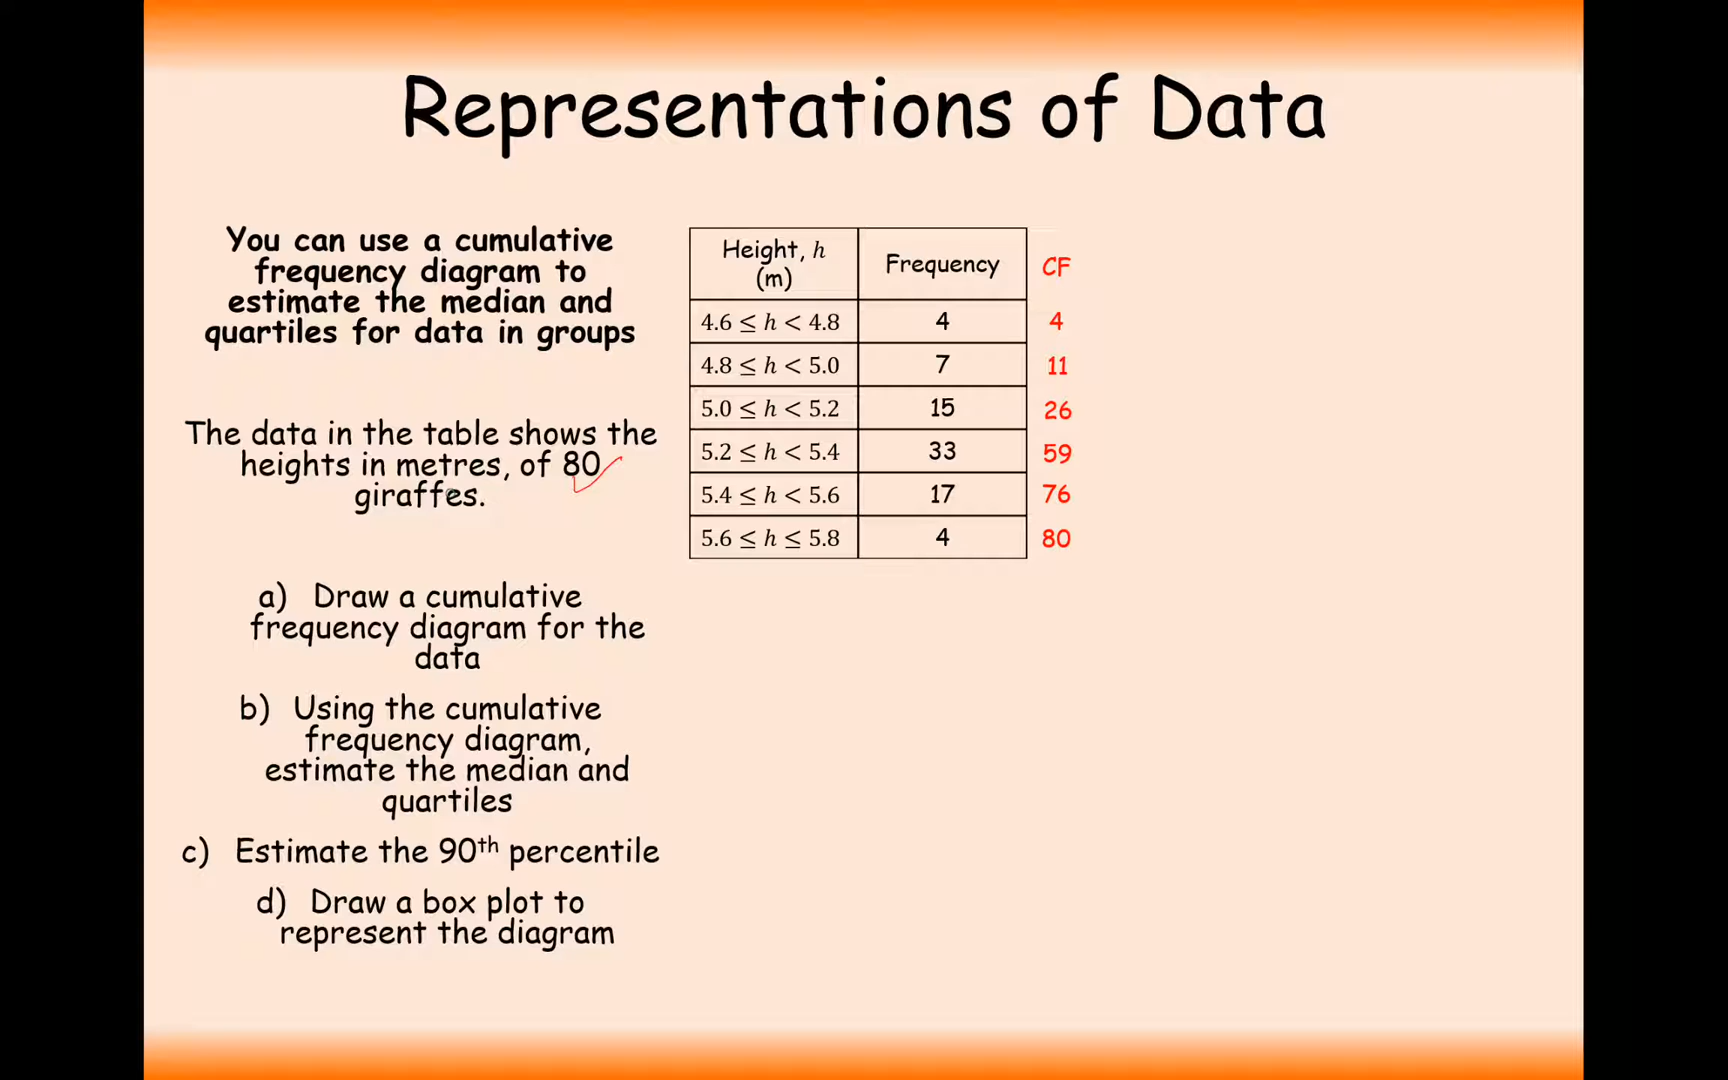 Representations of Data
You can use a cumulative
frequency diagram to
estimate the median and
quartiles for data in groups
The data in the table shows the
heights in metres, of 80
giraffes.
a) Draw a cumulative
frequency diagram for the
data
b) Using the cumulative
frequency diagram,
estimate the median and
quartiles
c) Estimate the 90th percentile
d) Draw a box plot to
represent the diagram
Height, h
(m) Frequency CF
4.6 ≤ h < 4.8 4 4
4.8 ≤ h < 5.0 7 11
5.0 ≤ h < 5.2 15 26
5.2 ≤ h < 5.4 33 59
5.4 ≤ h < 5.6 17 76
5.6 ≤ h ≤ 5.8 4 80